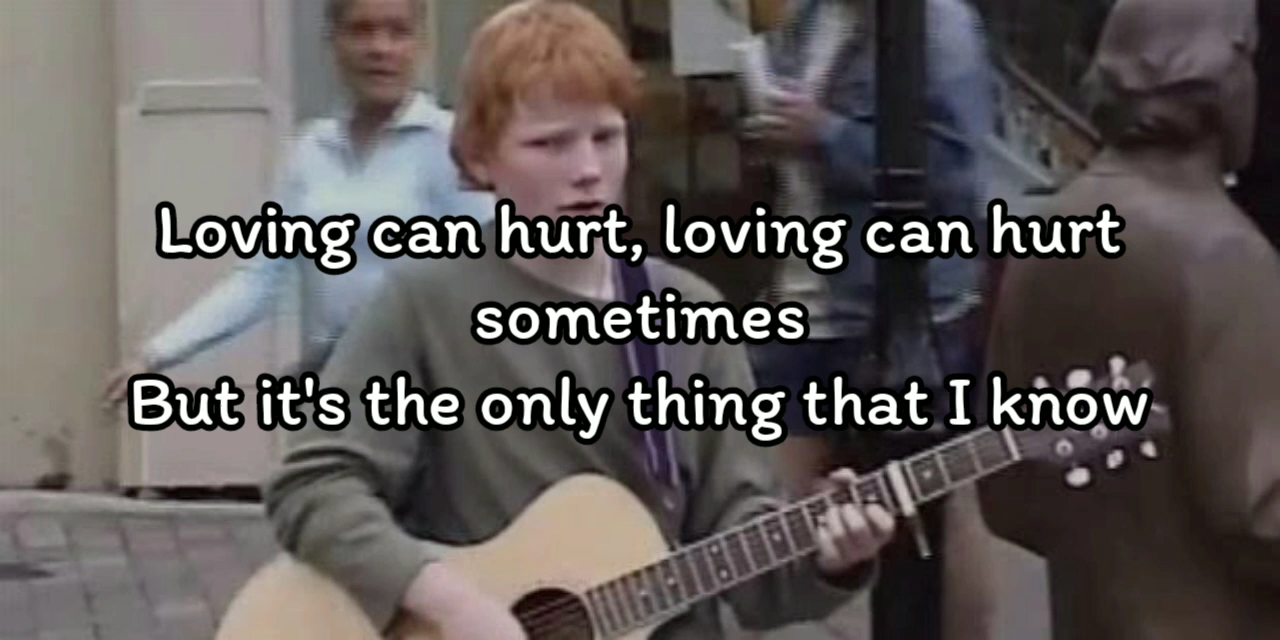 Loving can hurt, loving can hurt
sometimes
But it's the only thing that I know